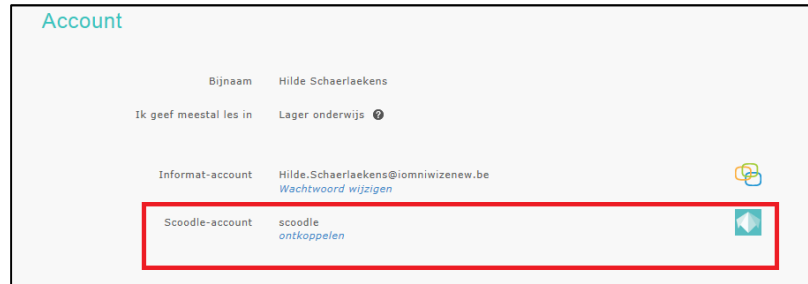 Account
Bijnaam Hilde Schaerlaekens
Ik geef meestal les in Lager onderwijs ?
Informat-account Hilde.Schaerlaekens@iomniwizenew.be
Wachtwoord wijzigen
Scoodle-account scoodle
ontkoppelen